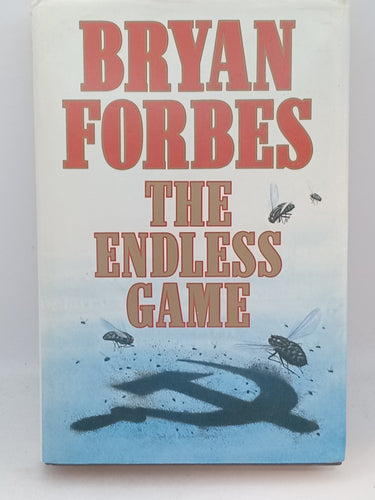 BRYAN
FORBES
THE
ENDLESS
GAME